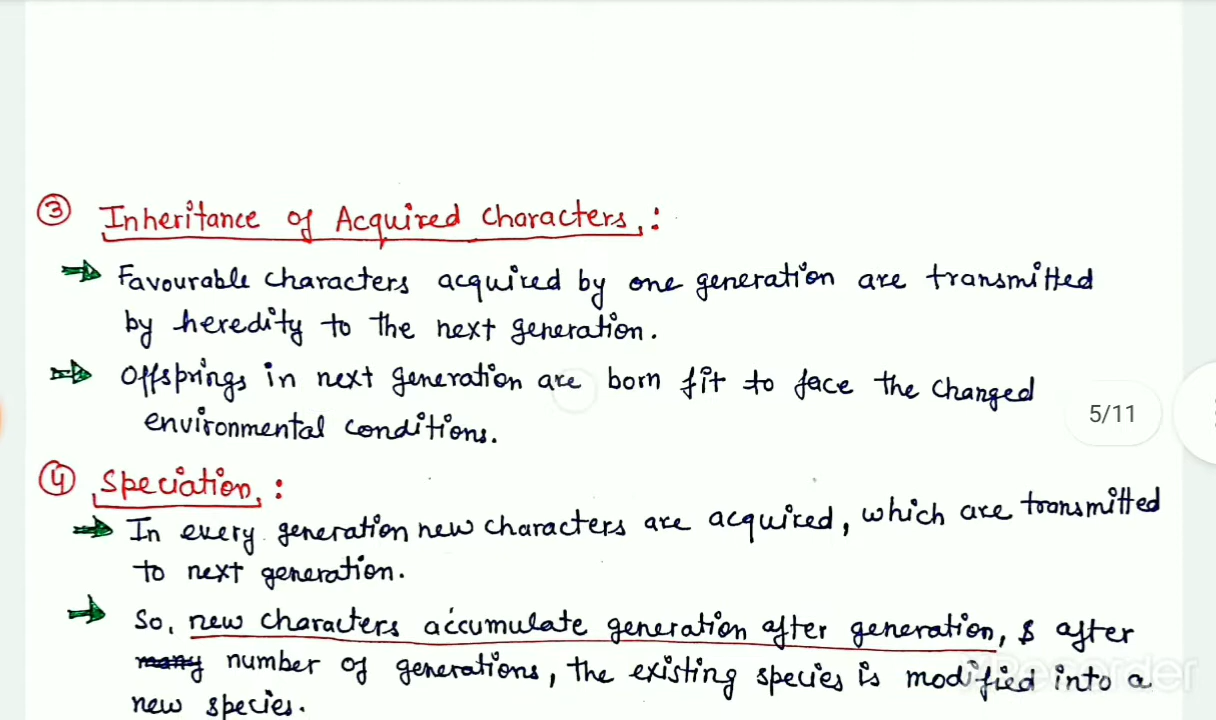 ③ Inheritance of Acquired Characters,:
Favourable characters acquired by one generation are transmitted
by heredity to the next generation.
Offsprings in next generation are born fit to face the changed
environmental conditions.
5/11
④ Speciation,:
In every generation new characters are acquired, which are transmitted
to next generation.
So, new characters accumulate generation after generation, & after
many number of generations, the existing species is modified into a
new species.